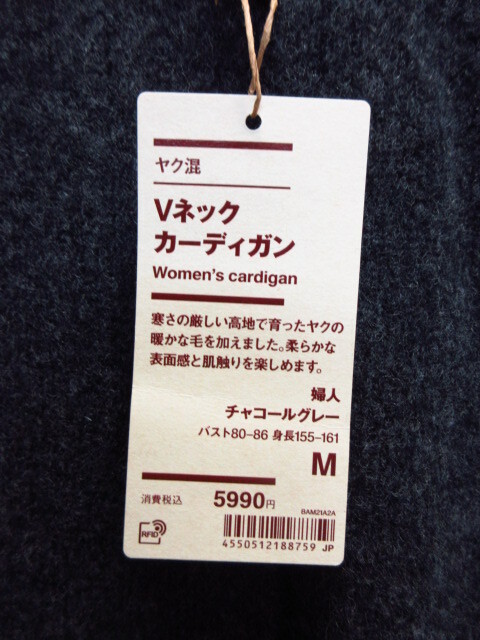 ヤク混
Vネック
カーディガン
Women's cardigan
寒さの厳しい高地で育ったヤクの
暖かな毛を加えました。柔らかな
表面感と肌触りを楽しめます。
婦人
チャコールグレー
バスト80-86 身長155-161
M
消費税込 5990円
BAM21A2A
RFID
4550512188759 JP